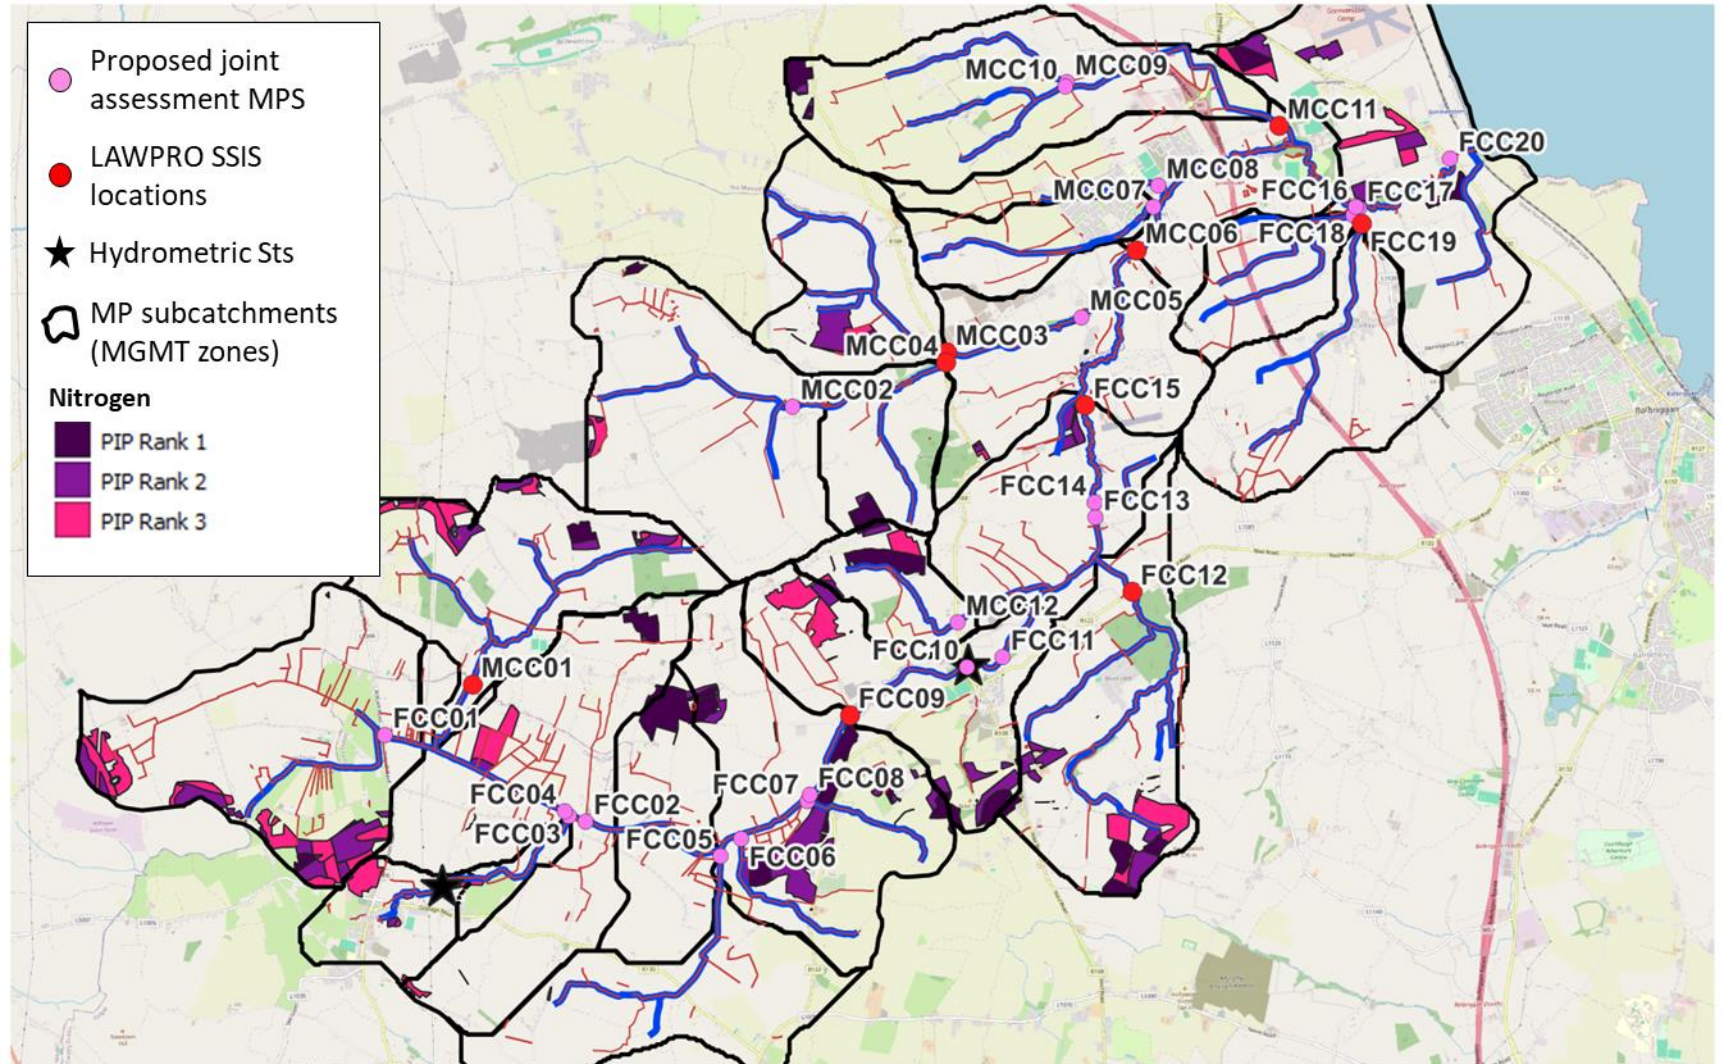 Proposed joint
assessment MPS
LAWPRO SSIS
locations
Hydrometric Sts
MP subcatchments
(MGMT zones)
Nitrogen
PIP Rank 1
PIP Rank 2
PIP Rank 3
MCC10
MCC09
MCC11
FCC20
MCC08
MCC07
FCC16
FCC17
MCC06
FCC18
FCC19
MCC05
MCC03
MCC04
MCC02
FCC15
FCC14
FCC13
FCC12
MCC12
FCC11
FCC10
MCC01
FCC09
FCC01
FCC07
FCC08
FCC04
FCC02
FCC03
FCC05
FCC06
Balbriggan